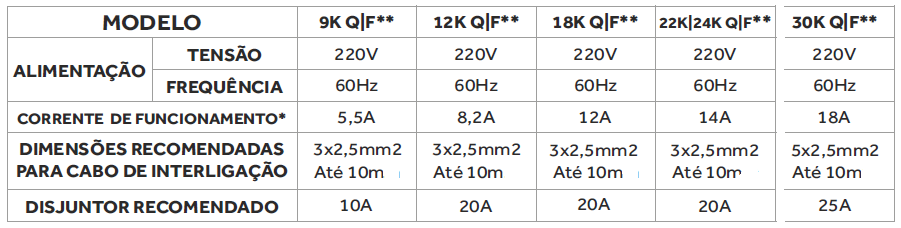 MODELO 9K Q|F** 12K Q|F** 18K Q|F** 22K|24K Q|F** 30K Q|F**
ALIMENTAÇÃO TENSÃO 220V 220V 220V 220V 220V
FREQUÊNCIA 60Hz 60Hz 60Hz 60Hz 60Hz
CORRENTE DE FUNCIONAMENTO* 5,5A 8,2A 12A 14A 18A
DIMENSÕES RECOMENDADAS 3x2,5mm2 3x2,5mm2 3x2,5mm2 3x2,5mm2 5x2,5mm2
PARA CABO DE INTERLIGAÇÃO Até 10m Até 10m Até 10m Até 10m Até 10m
DISJUNTOR RECOMENDADO 10A 20A 20A 20A 25A